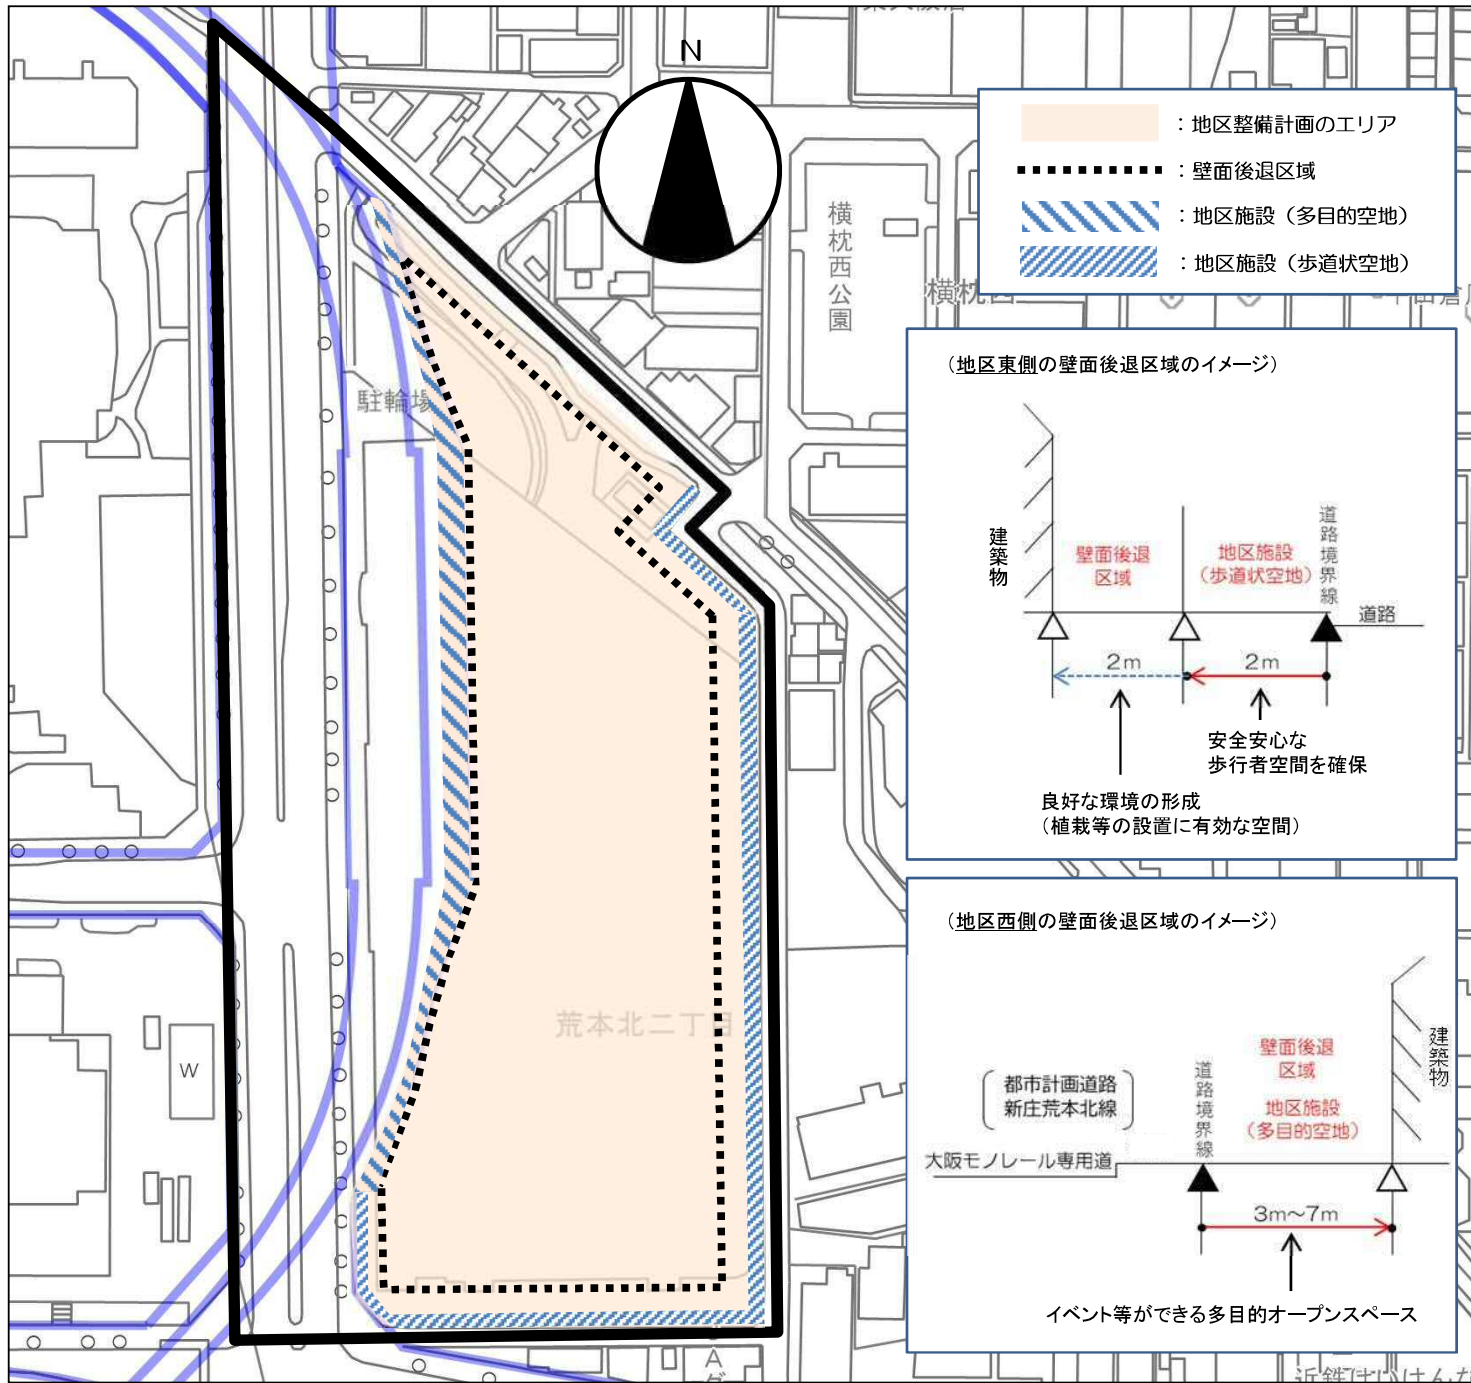 N
：地区整備計画のエリア
：壁面後退区域
：地区施設（多目的空地）
：地区施設（歩道状空地）
横枕西公園
駐輪場
荒本北二丁目
W
A
（地区東側の壁面後退区域のイメージ）
建築物
壁面後退
区域
地区施設
（歩道状空地）
道路境界線
道路
2m
2m
安全安心な
歩行者空間を確保
良好な環境の形成
（植栽等の設置に有効な空間）
（地区西側の壁面後退区域のイメージ）
建築物
壁面後退
区域
地区施設
（多目的空地）
道路境界線
都市計画道路
新庄荒本北線
大阪モノレール専用道
3m～7m
イベント等ができる多目的オープンスペース